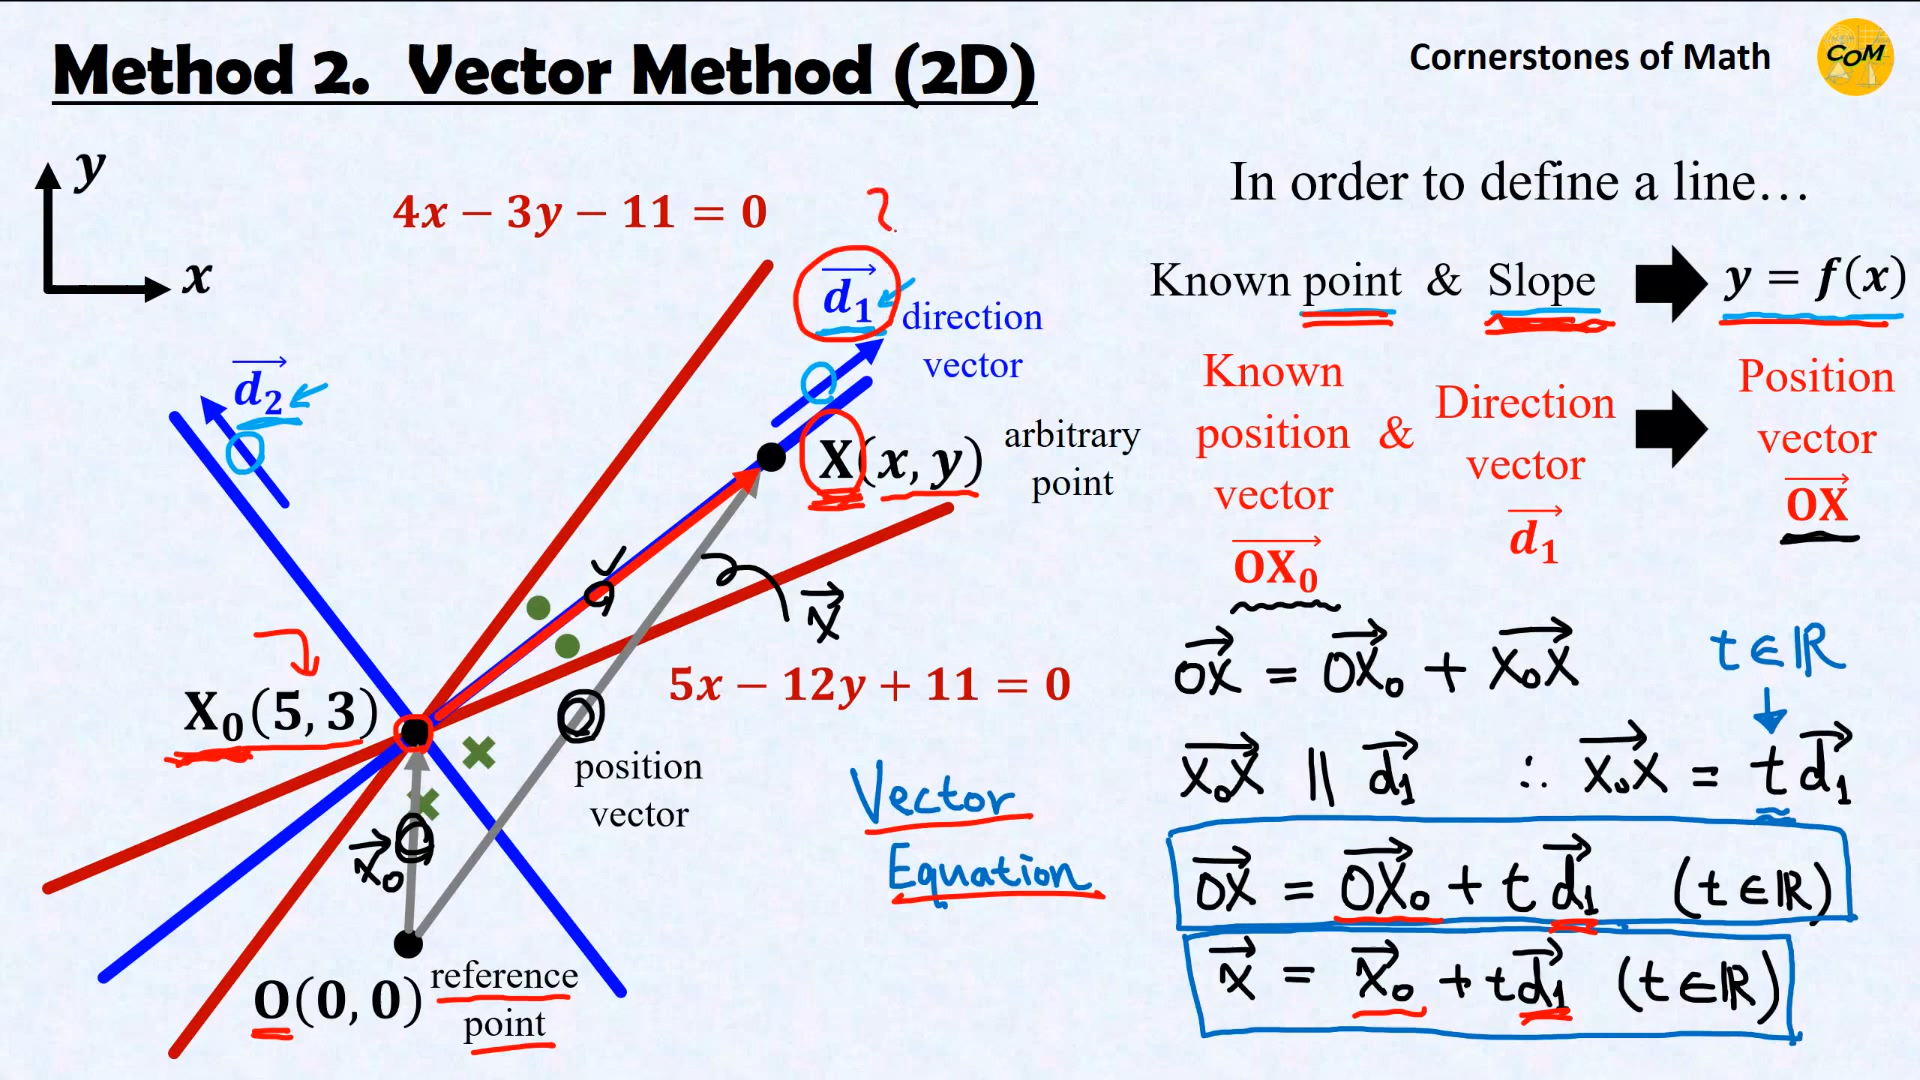 Method 2. Vector Method (2D)
Cornerstones of Math
CoM
y
x
4x − 3y − 11 = 0
?
d₁
direction
vector
d₂
X(x, y)
arbitrary
point
x
X₀(5, 3)
5x − 12y + 11 = 0
position
vector
x₀
O(0, 0)
reference
point
Vector
Equation
In order to define a line…
Known point & Slope ➡ y = f(x)
Known
position
vector
OX₀
&
Direction
vector
d₁
Position
vector
OX
OX = OX₀ + X₀X
t ∈ ℝ
X₀X ∥ d₁ ∴ X₀X = t d₁
OX = OX₀ + t d₁ (t ∈ ℝ)
x = x₀ + t d₁ (t ∈ ℝ)